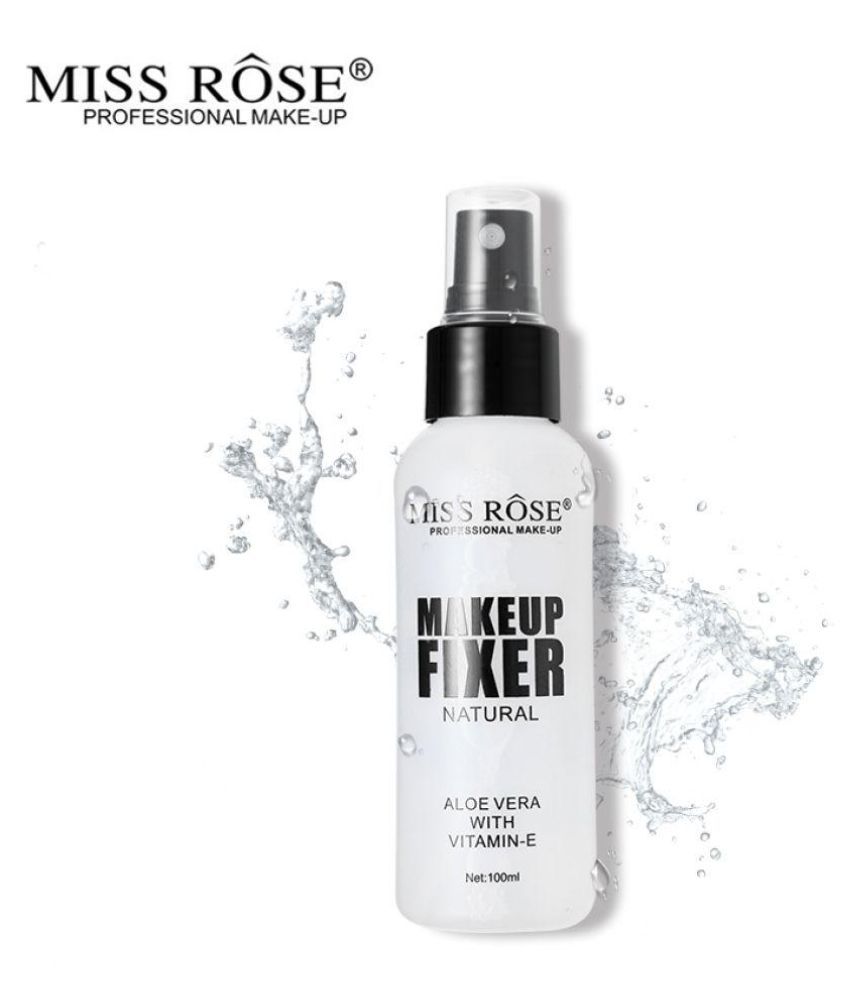 MISS RÔSE®
PROFESSIONAL MAKE-UP
MISS RÔSE®
PROFESSIONAL MAKE-UP
MAKEUP
FIXER
NATURAL
ALOE VERA
WITH
VITAMIN-E
Net:100ml